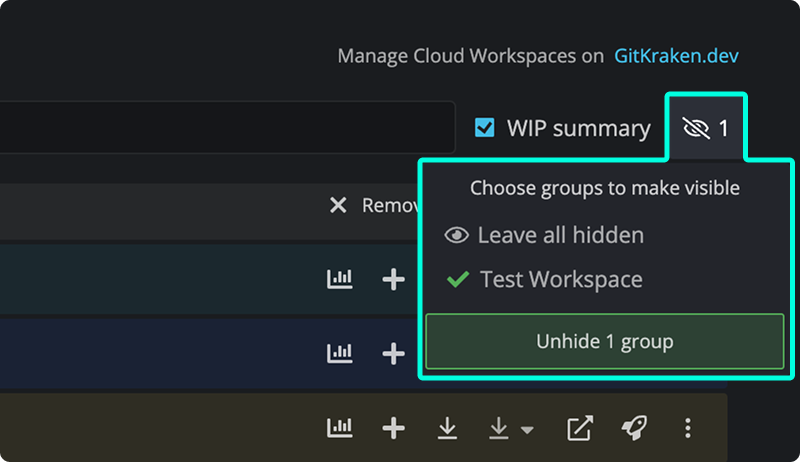 Manage Cloud Workspaces on GitKraken.dev
WIP summary 1
Choose groups to make visible
Remov
Leave all hidden
Test Workspace
Unhide 1 group